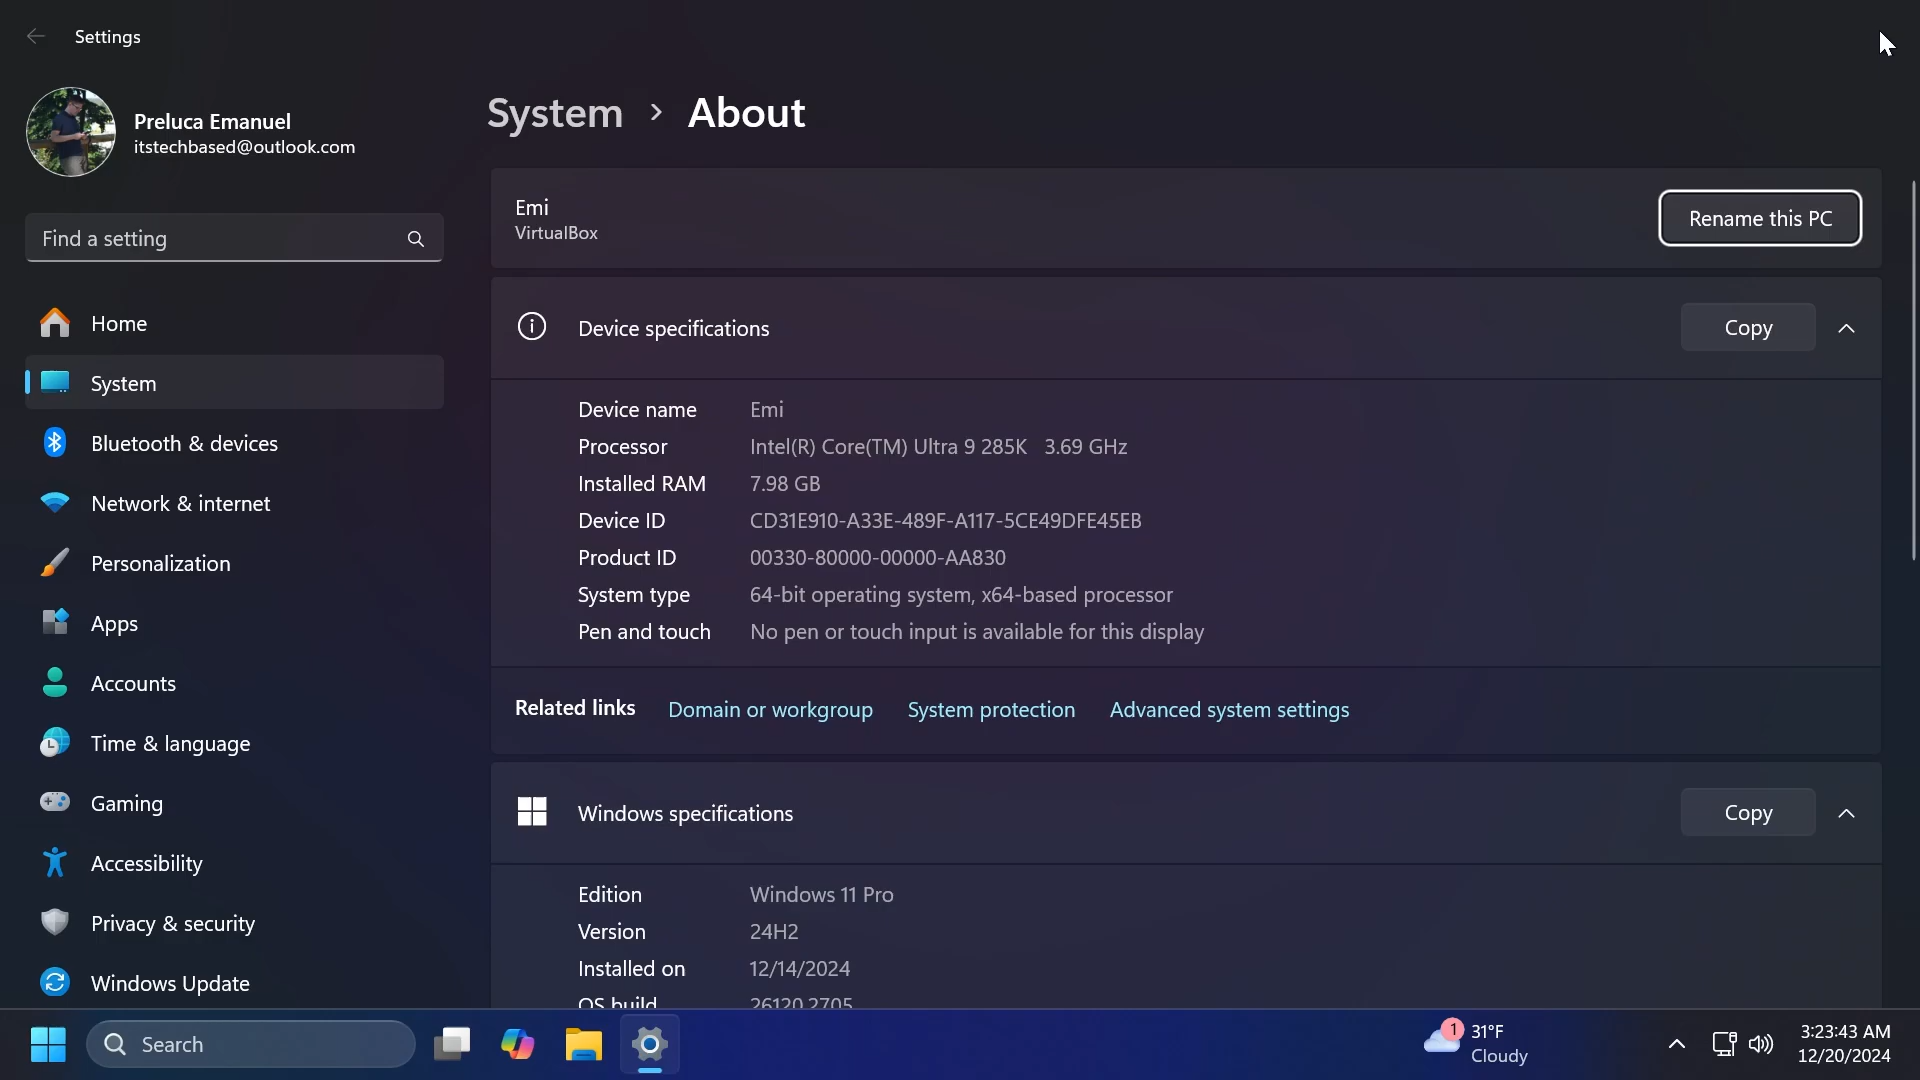 Settings
Preluca Emanuel
itstechbased@outlook.com
Find a setting
Home
System
Bluetooth & devices
Network & internet
Personalization
Apps
Accounts
Time & language
Gaming
Accessibility
Privacy & security
Windows Update
System > About
Emi
VirtualBox
Rename this PC
Device specifications
Copy
Device name Emi
Processor Intel(R) Core(TM) Ultra 9 285K 3.69 GHz
Installed RAM 7.98 GB
Device ID CD31E910-A33E-489F-A117-5CE49DFE45EB
Product ID 00330-80000-00000-AA830
System type 64-bit operating system, x64-based processor
Pen and touch No pen or touch input is available for this display
Related links Domain or workgroup System protection Advanced system settings
Windows specifications
Copy
Edition Windows 11 Pro
Version 24H2
Installed on 12/14/2024
OS build 26120.2705
Search
1
31°F
Cloudy
3:23:43 AM
12/20/2024